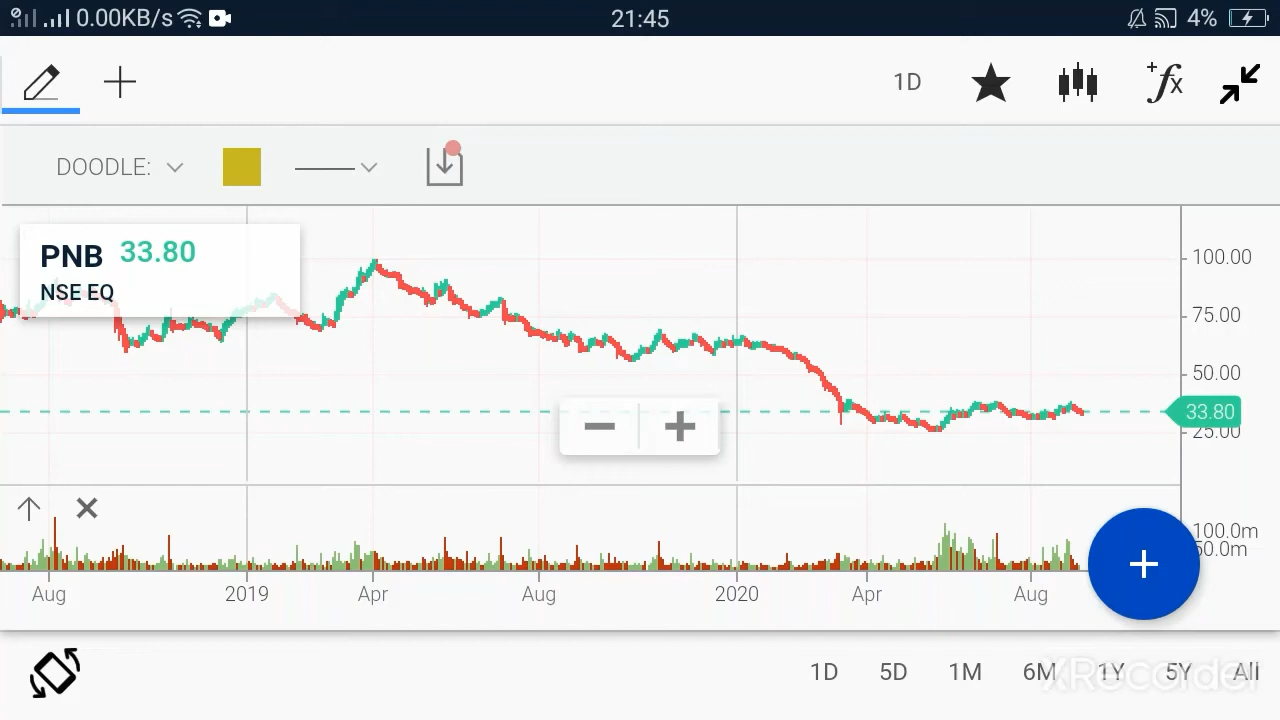 0.00KB/s 21:45 4%
1D fx
DOODLE:
PNB 33.80
NSE EQ
100.00
75.00
50.00
33.80
25.00
100.0m
50.0m
Aug 2019 Apr Aug 2020 Apr Aug
1D 5D 1M 6M 1Y 5Y All
XRecorder